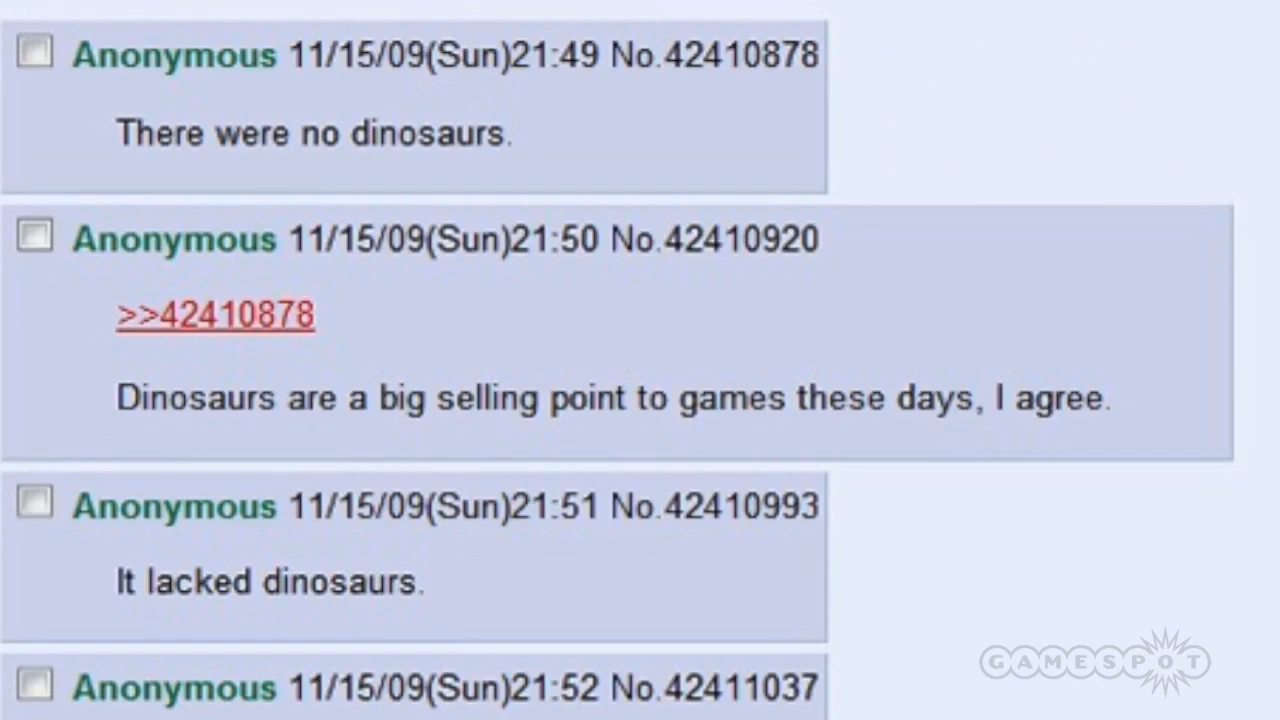 Anonymous 11/15/09(Sun)21:49 No.42410878
There were no dinosaurs.
Anonymous 11/15/09(Sun)21:50 No.42410920
>>42410878
Dinosaurs are a big selling point to games these days, I agree.
Anonymous 11/15/09(Sun)21:51 No.42410993
It lacked dinosaurs.
GAMESPOT
Anonymous 11/15/09(Sun)21:52 No.42411037